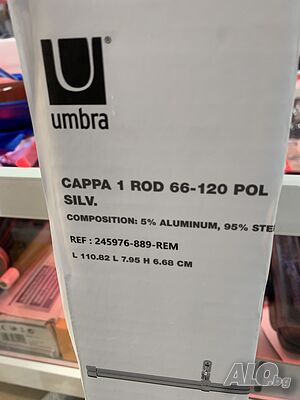 umbra®
CAPPA 1 ROD 66-120 POL
SILV.
COMPOSITION: 5% ALUMINUM, 95% STE
REF : 245976-889-REM
L 110.82 L 7.95 H 6.68 CM
ALO.bg